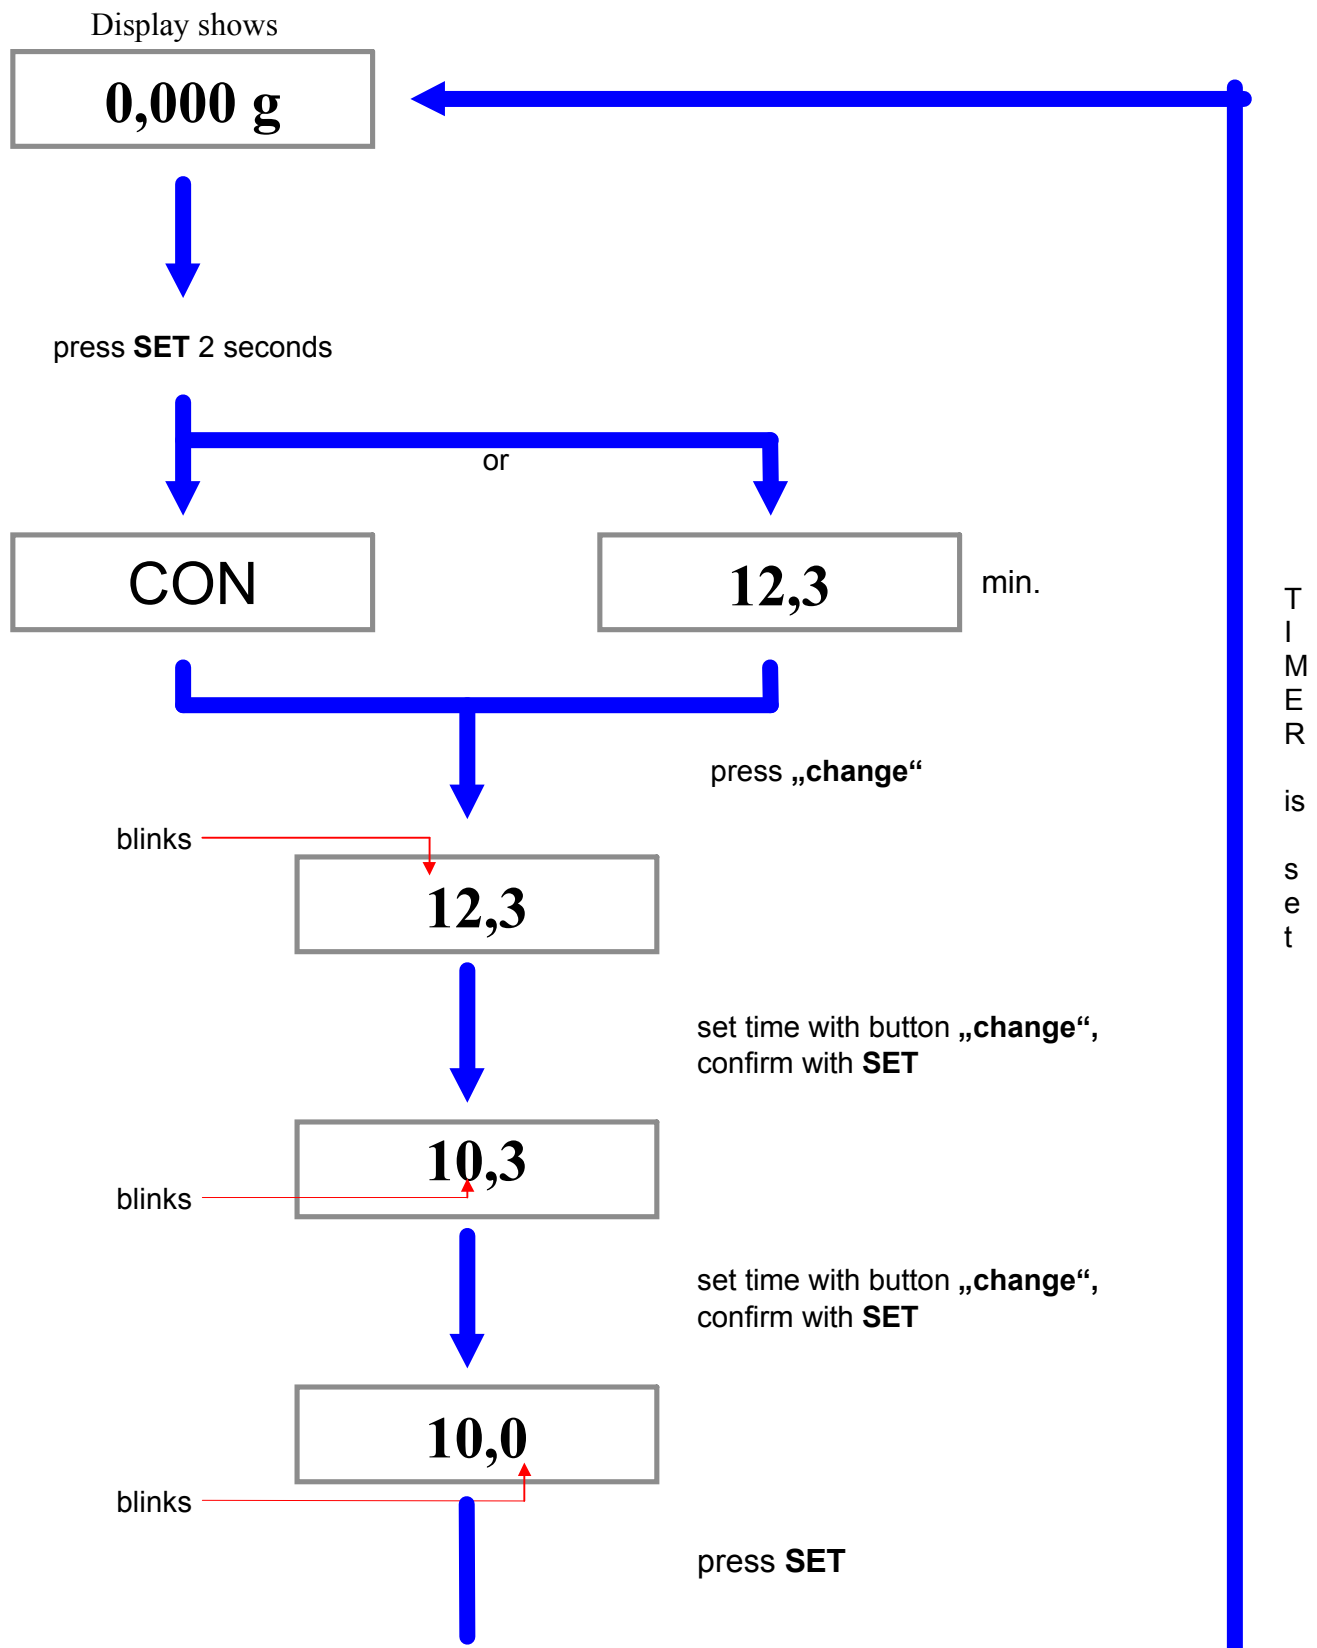 Display shows
0,000 g
press SET 2 seconds
or
CON
12,3
min.
press „change“
blinks
12,3
set time with button „change“,
confirm with SET
10,3
blinks
set time with button „change“,
confirm with SET
10,0
blinks
press SET
T
I
M
E
R
is
s
e
t